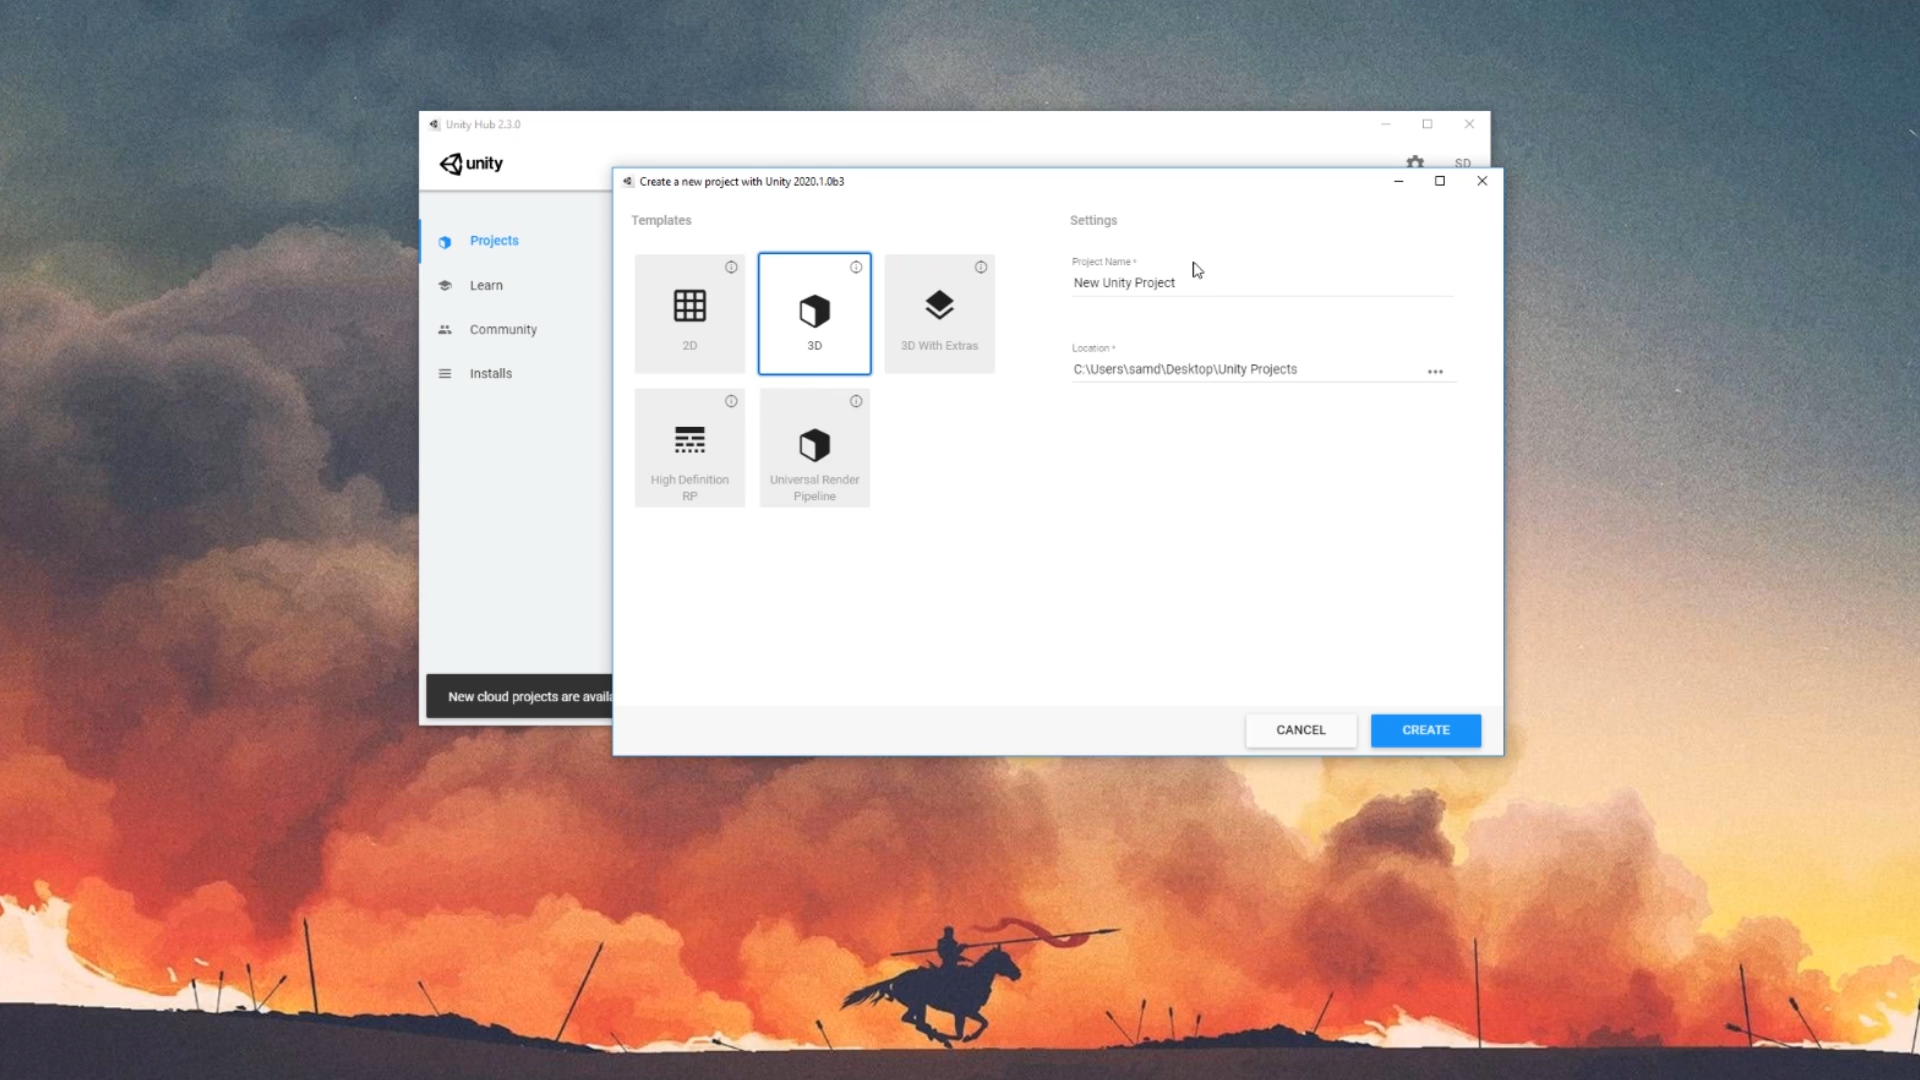 Unity Hub 2.3.0
unity
SD
Projects
Learn
Community
Installs
New cloud projects are
Create a new project with Unity 2020.1.0b3
Templates
2D
3D
3D With Extras
High Definition
RP
Universal Render
Pipeline
Settings
Project Name *
New Unity Project
Location *
C:\Users\samd\Desktop\Unity Projects
CANCEL
CREATE